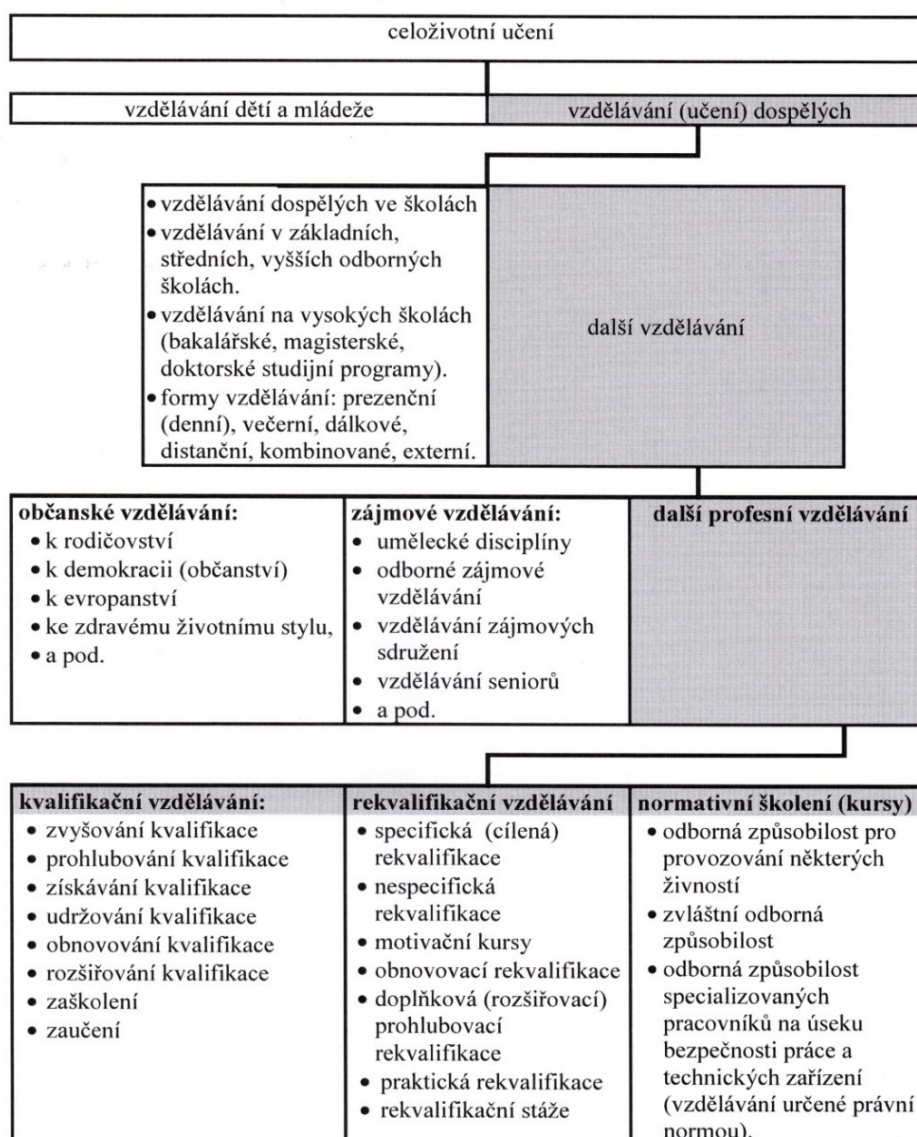 celoživotní učení
vzdělávání dětí a mládeže
vzdělávání (učení) dospělých
• vzdělávání dospělých ve školách
• vzdělávání v základních,
středních, vyšších odborných
školách.
• vzdělávání na vysokých školách
(bakalářské, magisterské,
doktorské studijní programy).
• formy vzdělávání: prezenční
(denní), večerní, dálkové,
distanční, kombinované, externí.
další vzdělávání
občanské vzdělávání:
• k rodičovství
• k demokracii (občanství)
• k evropanství
• ke zdravému životnímu stylu,
• a pod.
zájmové vzdělávání:
• umělecké disciplíny
• odborné zájmové
vzdělávání
• vzdělávání zájmových
sdružení
• vzdělávání seniorů
• a pod.
další profesní vzdělávání
kvalifikační vzdělávání:
• zvyšování kvalifikace
• prohlubování kvalifikace
• získávání kvalifikace
• udržování kvalifikace
• obnovování kvalifikace
• rozšiřování kvalifikace
• zaškolení
• zaučení
rekvalifikační vzdělávání
• specifická (cílená)
rekvalifikace
• nespecifická
rekvalifikace
• motivační kursy
• obnovovací rekvalifikace
• doplňková (rozšiřovací)
prohlubovací
rekvalifikace
• praktická rekvalifikace
• rekvalifikační stáže
normativní školení (kursy)
• odborná způsobilost pro
provozování některých
živností
• zvláštní odborná
způsobilost
• odborná způsobilost
specializovaných
pracovníků na úseku
bezpečnosti práce a
technických zařízení
(vzdělávání určené právní
normou).